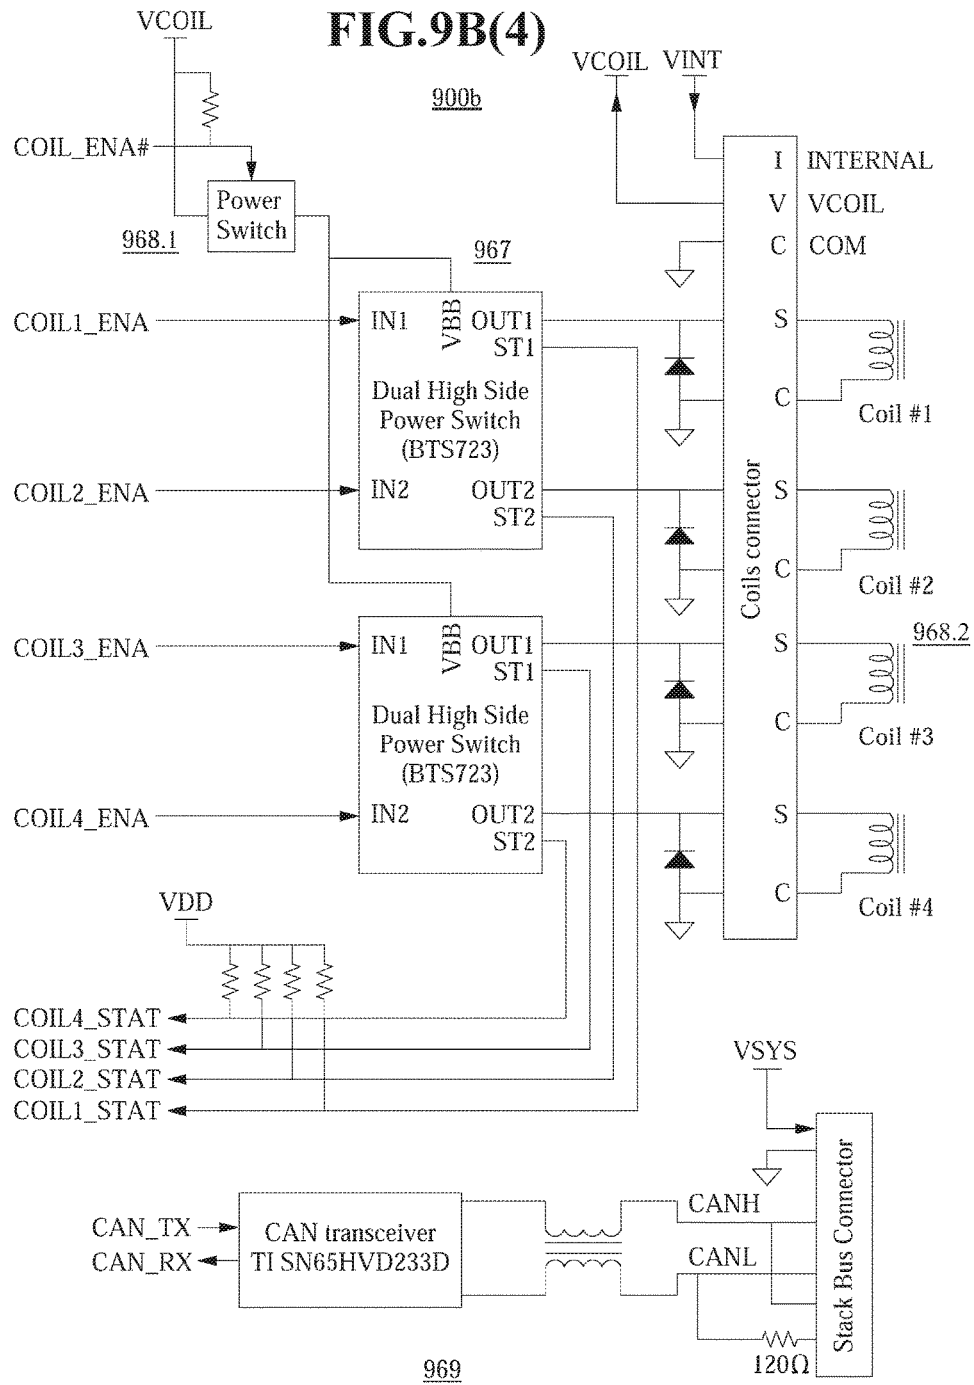 FIG.9B(4)
900b
VCOIL
VCOIL VINT
COIL_ENA#
Power
Switch
968.1
967
I INTERNAL
V VCOIL
C COM
COIL1_ENA
IN1
VBB
OUT1
ST1
Dual High Side
Power Switch
(BTS723)
COIL2_ENA
IN2
OUT2
ST2
S
C
Coil #1
S
C
Coil #2
Coils connector
968.2
COIL3_ENA
IN1
VBB
OUT1
ST1
Dual High Side
Power Switch
(BTS723)
COIL4_ENA
IN2
OUT2
ST2
S
C
Coil #3
S
C
Coil #4
VDD
COIL4_STAT
COIL3_STAT
COIL2_STAT
COIL1_STAT
VSYS
Stack Bus Connector
CAN_TX
CAN_RX
CAN transceiver
TI SN65HVD233D
CANH
CANL
120Ω
969